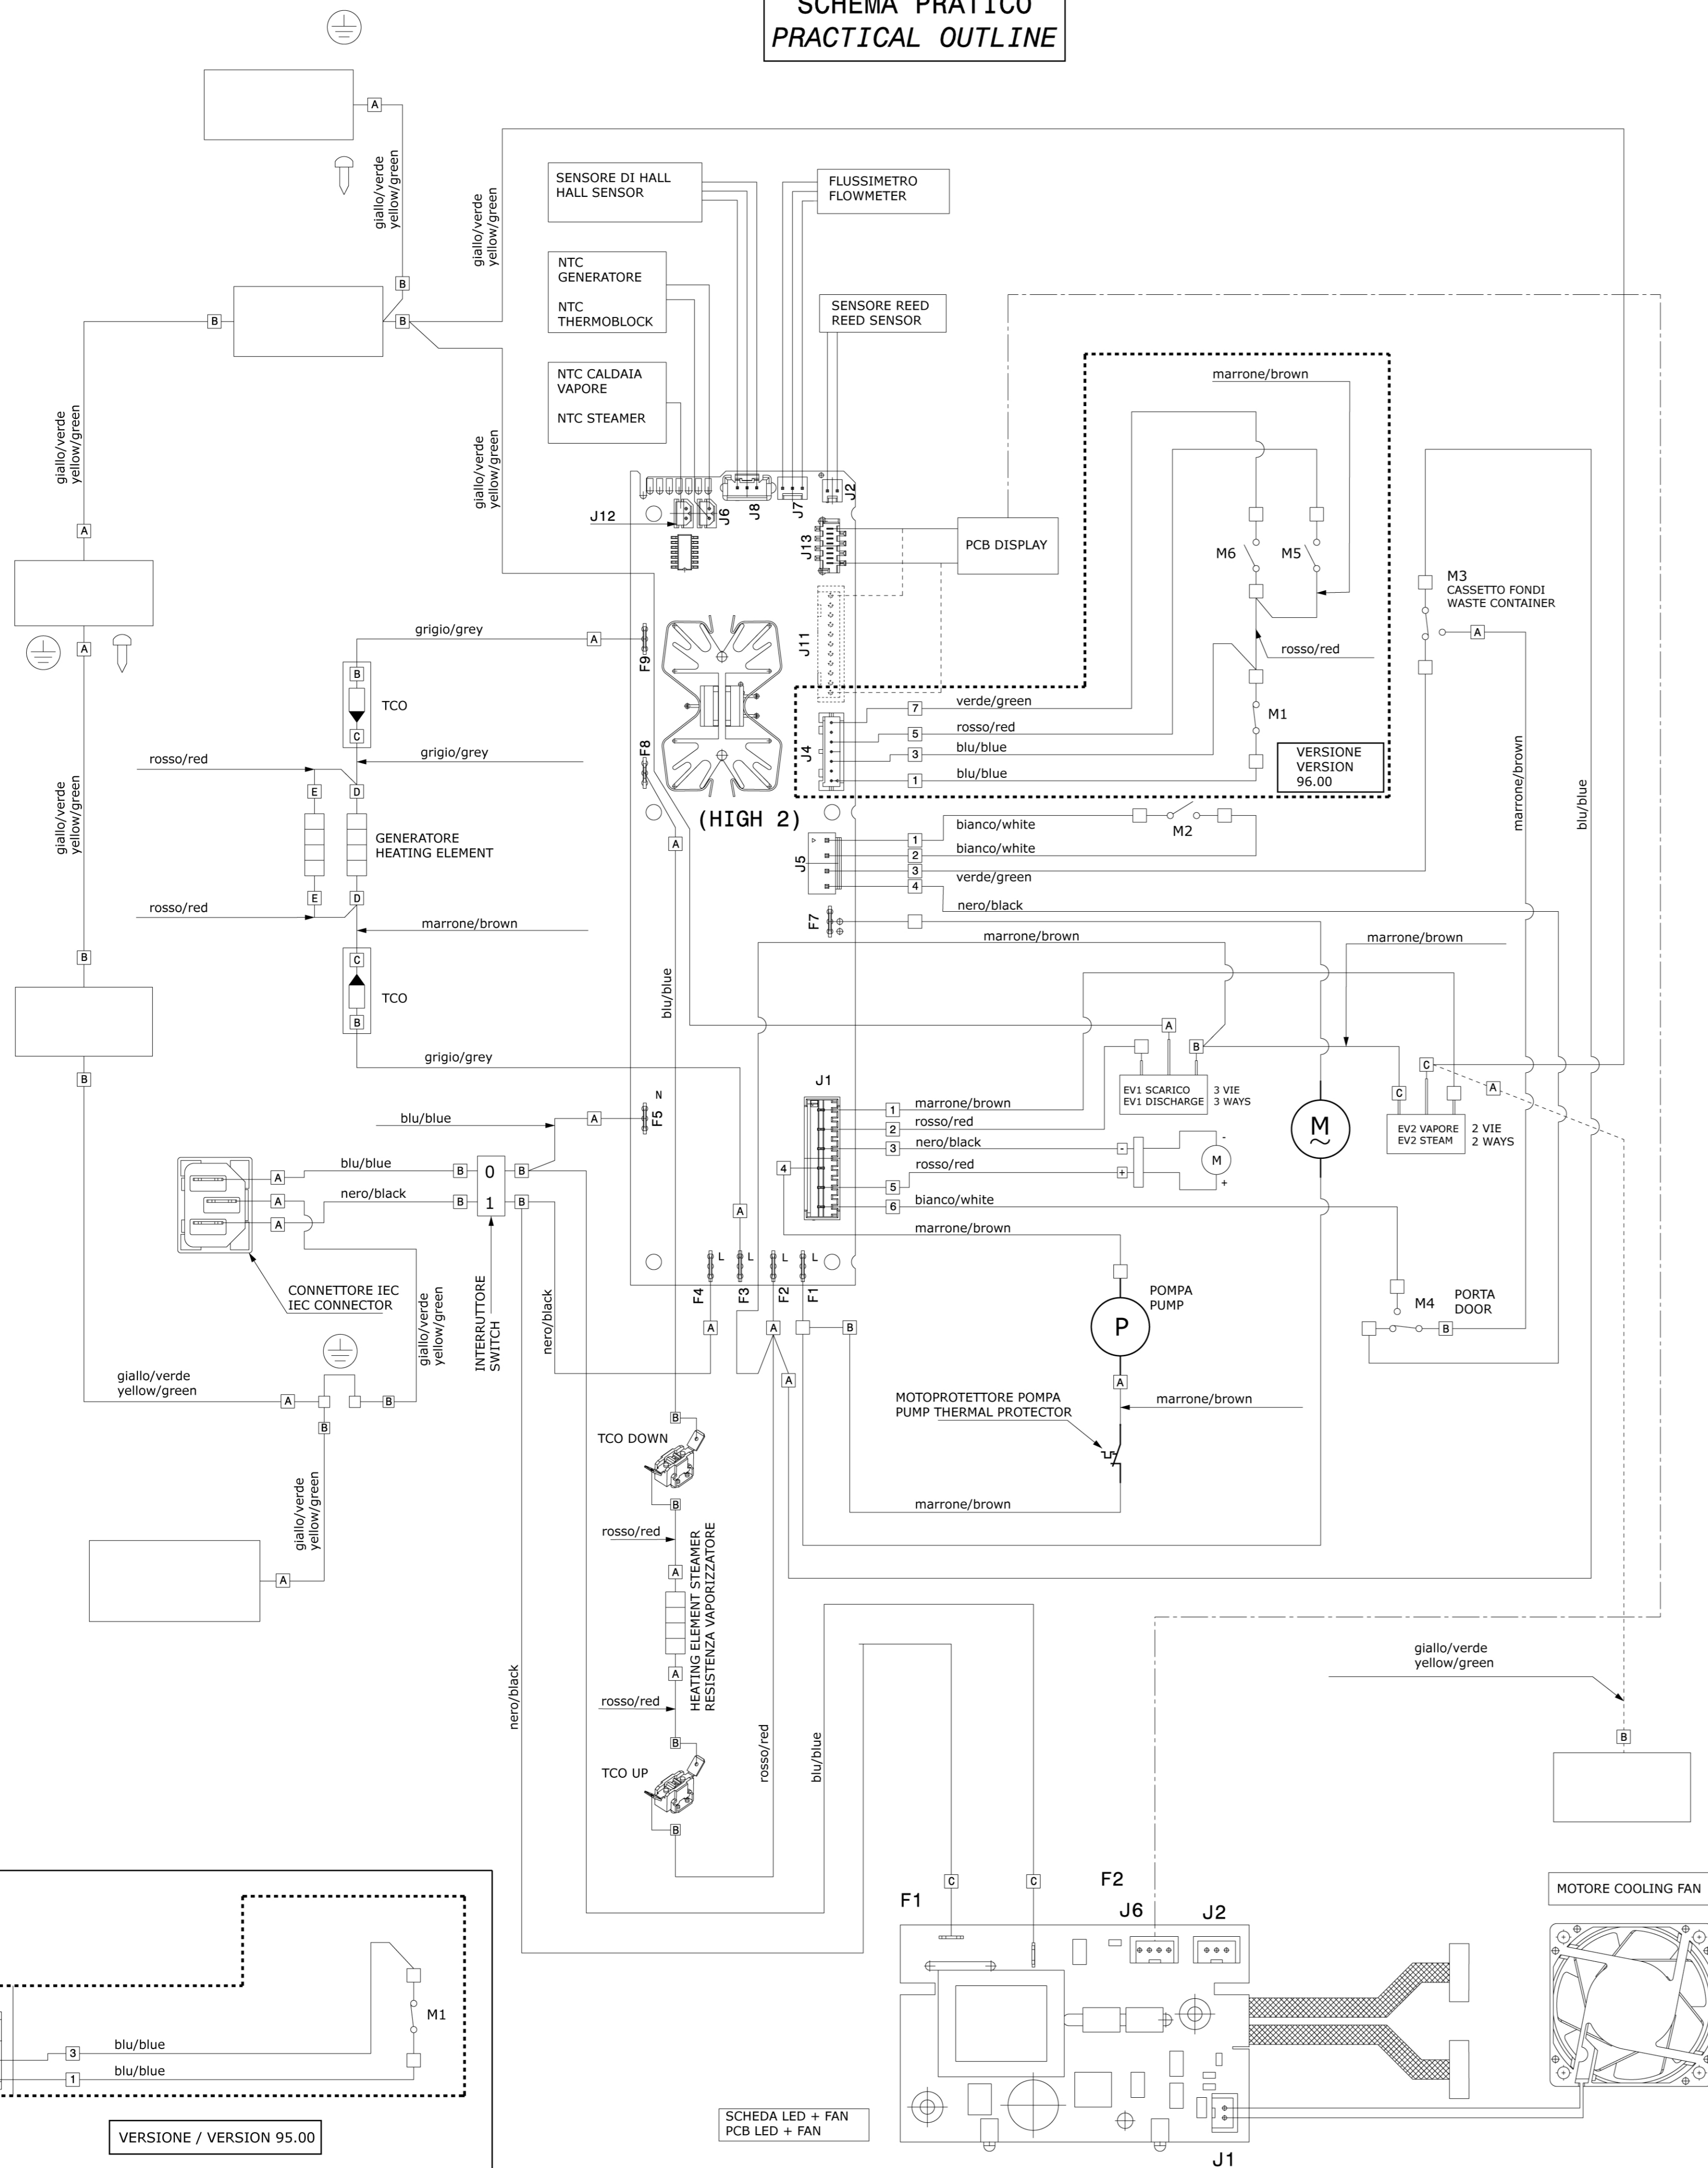 SCHEMA PRATICO
PRACTICAL OUTLINE
A
giallo/verde
yellow/green
giallo/verde
yellow/green
SENSORE DI HALL
HALL SENSOR
FLUSSIMETRO
FLOWMETER
NTC
GENERATORE
NTC
THERMOBLOCK
SENSORE REED
REED SENSOR
B
B
B
NTC CALDAIA
VAPORE
NTC STEAMER
marrone/brown
giallo/verde
yellow/green
giallo/verde
yellow/green
J12
J6
J8
J7
J2
J13
PCB DISPLAY
M6
M5
M3
CASSETTO FONDI
WASTE CONTAINER
A
A
A
grigio/grey
A
F9
J11
rosso/red
B
TCO
C
7
verde/green
5
rosso/red
3
blu/blue
1
blu/blue
M1
J4
VERSIONE
VERSION
96.00
rosso/red
grigio/grey
F8
E
D
giallo/verde
yellow/green
marrone/brown
blu/blue
(HIGH 2)
GENERATORE
HEATING ELEMENT
A
bianco/white
M2
1
bianco/white
2
3
verde/green
4
J5
nero/black
E
D
rosso/red
marrone/brown
F7
marrone/brown
marrone/brown
B
C
TCO
B
blu/blue
grigio/grey
A
B
C
A
C
B
EV1 SCARICO
EV1 DISCHARGE
3 VIE
3 WAYS
EV2 VAPORE
EV2 STEAM
2 VIE
2 WAYS
M
~
J1
1
marrone/brown
2
rosso/red
3
nero/black
4
5
rosso/red
6
bianco/white
-
+
M
-
+
marrone/brown
N
F5
blu/blue
A
A
blu/blue
B
0
B
A
nero/black
B
1
B
A
A
CONNETTORE IEC
IEC CONNECTOR
INTERRUTTORE
SWITCH
giallo/verde
yellow/green
nero/black
L
L
L
L
F4
F3
F2
F1
A
A
B
A
POMPA
PUMP
P
M4
PORTA
DOOR
B
giallo/verde
yellow/green
A
B
B
A
MOTOPROTETTORE POMPA
PUMP THERMAL PROTECTOR
marrone/brown
B
TCO DOWN
B
marrone/brown
giallo/verde
yellow/green
rosso/red
A
A
HEATING ELEMENT STEAMER
RESISTENZA VAPORIZZATORE
A
rosso/red
B
TCO UP
B
nero/black
rosso/red
blu/blue
giallo/verde
yellow/green
B
C
C
F1
F2
J6
J2
MOTORE COOLING FAN
M1
3
blu/blue
1
blu/blue
VERSIONE / VERSION 95.00
SCHEDA LED + FAN
PCB LED + FAN
J1